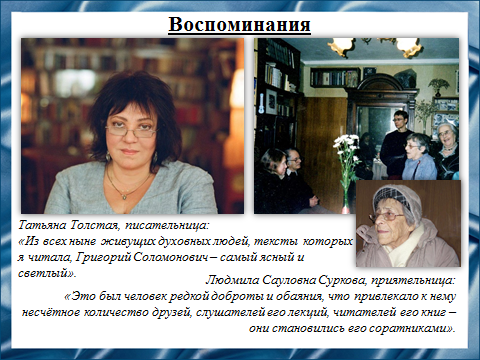 Воспоминания
Татьяна Толстая, писательница:
«Из всех ныне живущих духовных людей, тексты которых
я читала, Григорий Соломонович – самый ясный и
светлый».
Людмила Сауловна Суркова, приятельница:
«Это был человек редкой доброты и обаяния, что привлекало к нему
несчётное количество друзей, слушателей его лекций, читателей его книг –
они становились его соратниками».